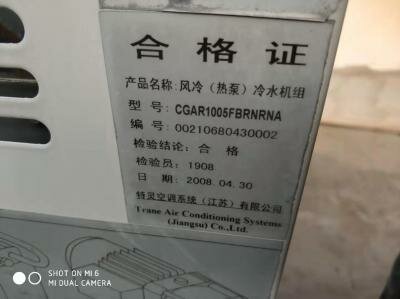 合格证
产品名称:风冷(热泵)冷水机组
型号:CGAR1005FBRNRNA
编号:00210680430002
检验结论:合格
检验员:1908
日期:2008.04.30
特灵空调系统(江苏)有限公司
Trane Air Conditioning Systems
(Jiangsu) Co.,Ltd.
SHOT ON MI 6
MI DUAL CAMERA